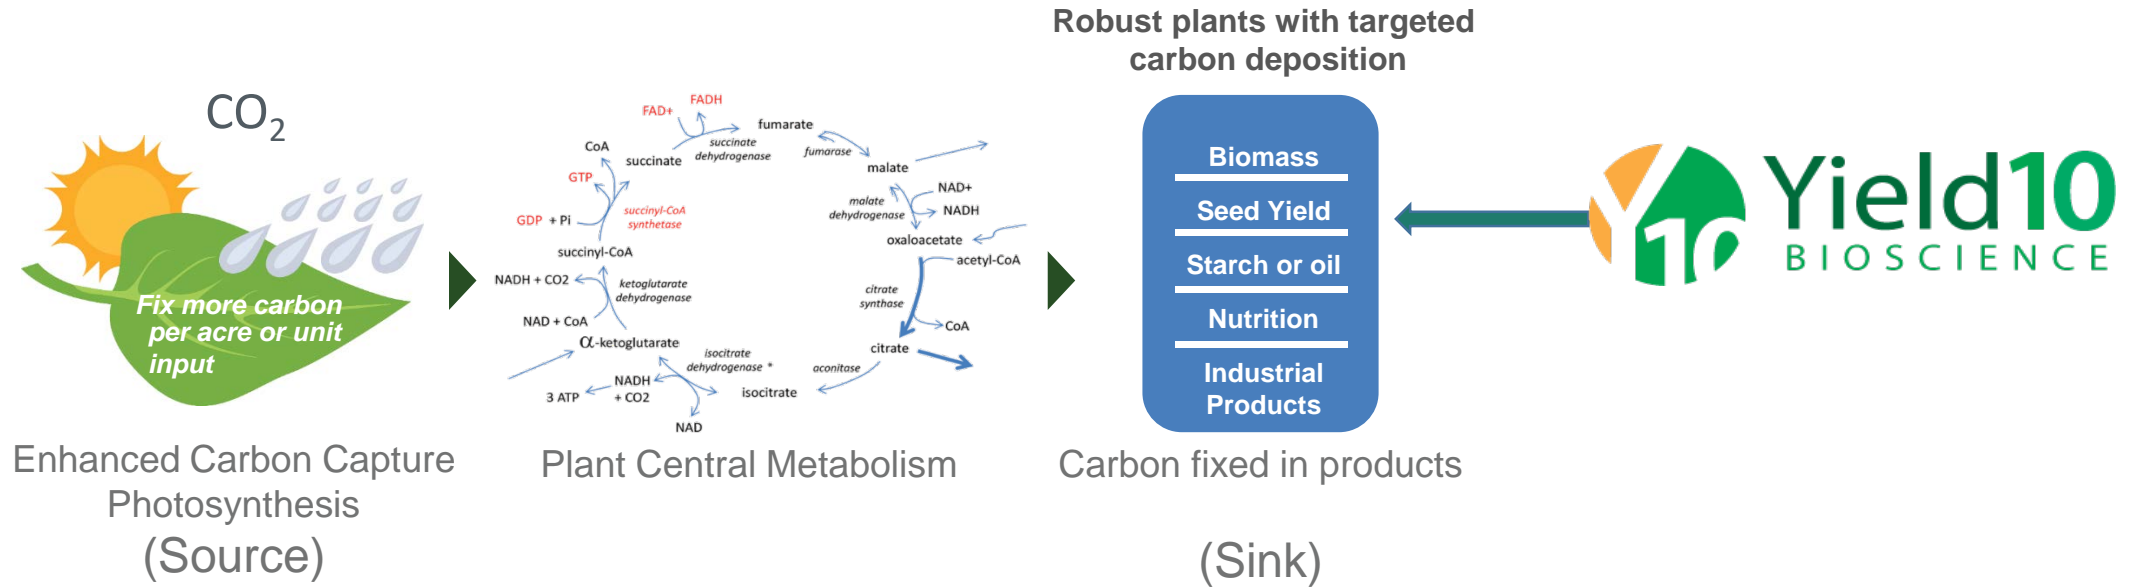 Robust plants with targeted
carbon deposition
CO2
Fix more carbon
per acre or unit
input
Enhanced Carbon Capture
Photosynthesis
(Source)
FAD+
FADH
fumarate
succinate
dehydrogenase
fumarase
CoA
succinate
malate
GTP
NAD+
malate
dehydrogenase
NADH
GDP + Pi
succinyl-CoA
synthetase
oxaloacetate
succinyl-CoA
acetyl-CoA
NADH + CO2
ketoglutarate
dehydrogenase
citrate
synthase
NAD + CoA
CoA
α-ketoglutarate
isocitrate
dehydrogenase *
aconitase
citrate
NADH
+ CO2
3 ATP
isocitrate
NAD
Plant Central Metabolism
Biomass
Seed Yield
Starch or oil
Nutrition
Industrial
Products
Carbon fixed in products
(Sink)
Y10
Yield10
BIOSCIENCE